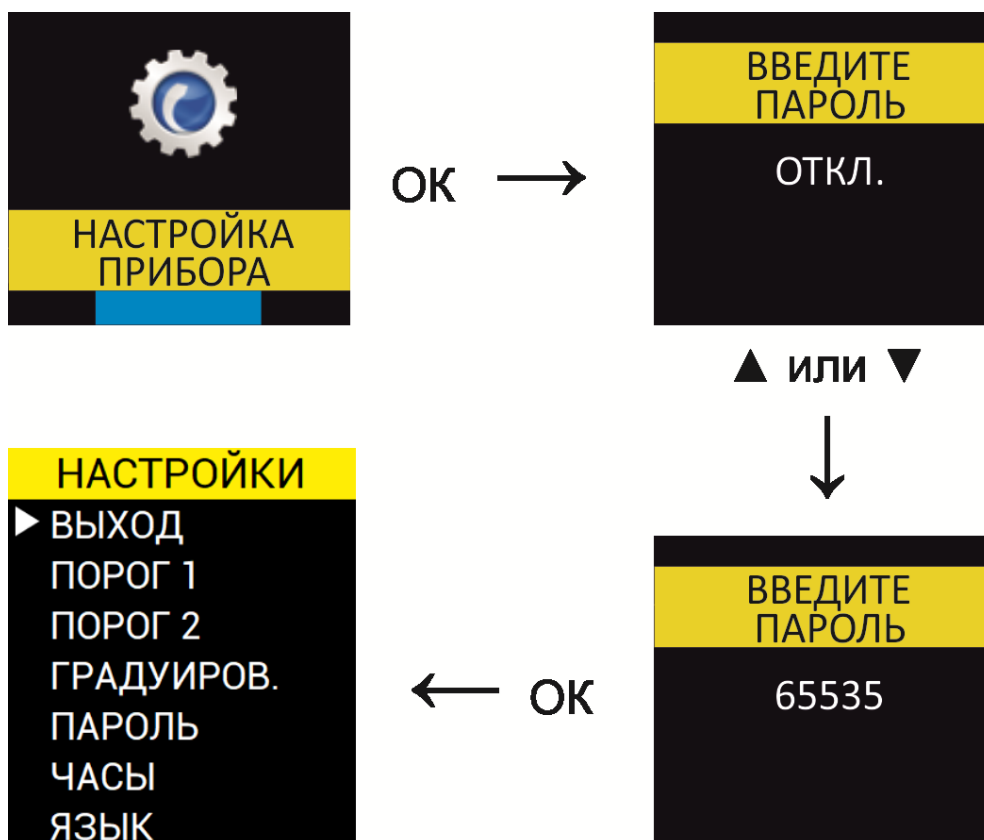 НАСТРОЙКА
ПРИБОРА
ОК →
ВВЕДИТЕ
ПАРОЛЬ
ОТКЛ.
▲ или ▼
↓
ВВЕДИТЕ
ПАРОЛЬ
65535
← ОК
НАСТРОЙКИ
▶ ВЫХОД
ПОРОГ 1
ПОРОГ 2
ГРАДУИРОВ.
ПАРОЛЬ
ЧАСЫ
ЯЗЫК